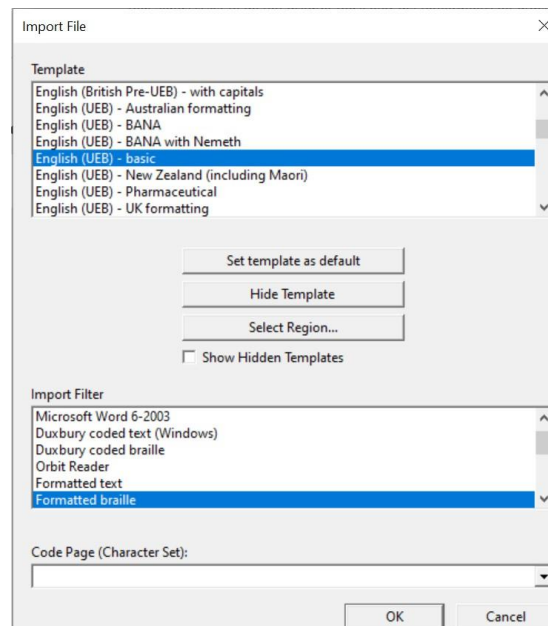 Import File
Template
English (British Pre-UEB) - with capitals
English (UEB) - Australian formatting
English (UEB) - BANA
English (UEB) - BANA with Nemeth
English (UEB) - basic
English (UEB) - New Zealand (including Maori)
English (UEB) - Pharmaceutical
English (UEB) - UK formatting
Set template as default
Hide Template
Select Region...
Show Hidden Templates
Import Filter
Microsoft Word 6-2003
Duxbury coded text (Windows)
Duxbury coded braille
Orbit Reader
Formatted text
Formatted braille
Code Page (Character Set):
OK Cancel